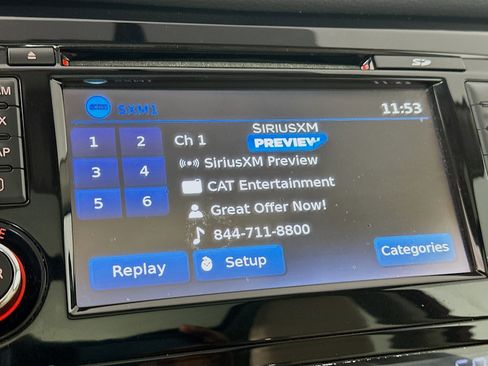 SXM1
11:53
1 2
Ch 1
SIRIUSXM
PREVIEW
3 4
SiriusXM Preview
CAT Entertainment
5 6
Great Offer Now!
844-711-8800
Replay
Setup
Categories